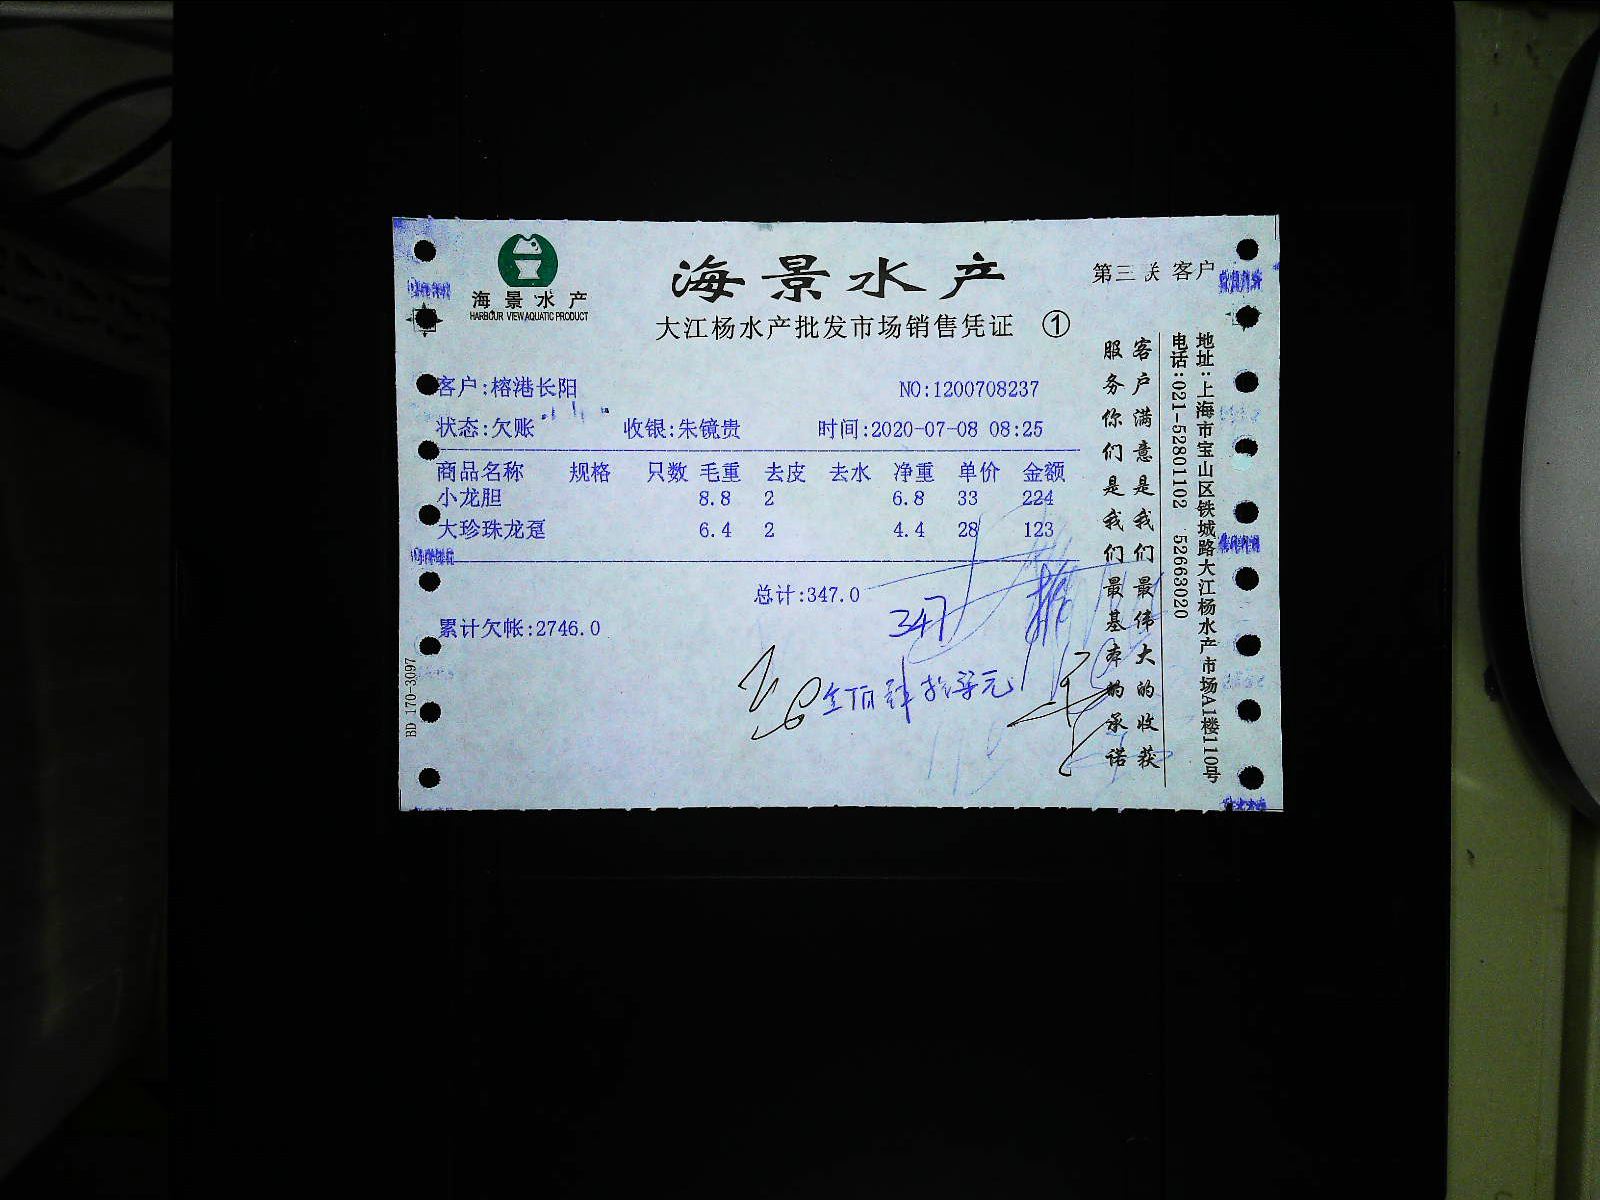 海景水产
HARBOUR VIEW AQUATIC PRODUCT
海景水产
第三联 客户
大江杨水产批发市场销售凭证 ①
客户:榕港长阳 NO:1200708237
状态:欠账 收银:朱镜贵 时间:2020-07-08 08:25
商品名称 规格 只数 毛重 去皮 去水 净重 单价 金额
小龙胆 8.8 2 6.8 33 224
大珍珠龙趸 6.4 2 4.4 28 123
总计:347.0
347
累计欠帐:2746.0
BD 170-3097
客户满意是我们最伟大的收获
服务你们是我们最基本的承诺
地址:上海市宝山区铁城路大江杨水产市场A1楼110号
电话:021-52801102 52663020